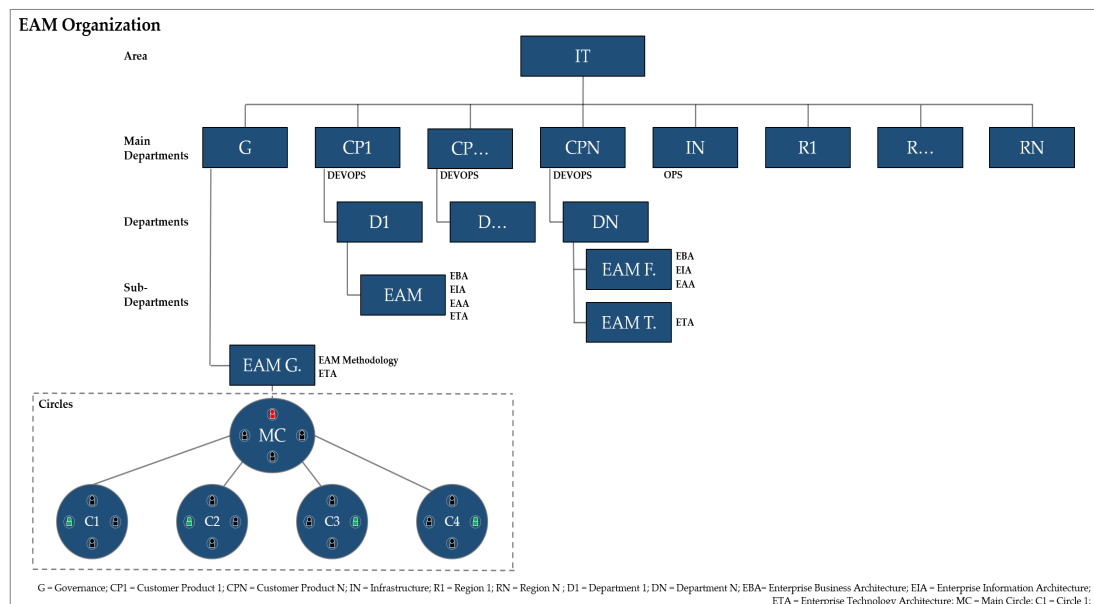 EAM Organization
Area
IT
Main
Departments
G
CP1
CP...
CPN
IN
R1
R...
RN
DEVOPS
DEVOPS
DEVOPS
OPS
Departments
D1
D...
DN
Sub-
Departments
EAM
EBA
EIA
EAA
ETA
EAM F.
EBA
EIA
EAA
EAM T.
ETA
EAM G.
EAM Methodology
ETA
Circles
MC
C1
C2
C3
C4
G = Governance; CP1 = Customer Product 1; CPN = Customer Product N; IN = Infrastructure; R1 = Region 1; RN = Region N ; D1 = Department 1; DN = Department N; EBA= Enterprise Business Architecture; EIA = Enterprise Information Architecture;
ETA = Enterprise Technology Architecture; MC = Main Circle; C1 = Circle 1;